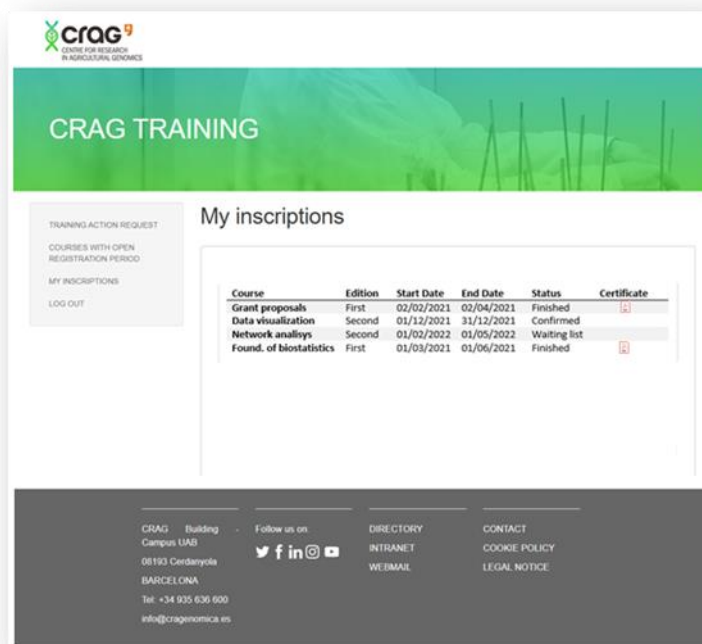 crag
CENTRE FOR RESEARCH
IN AGRICULTURAL GENOMICS
CRAG TRAINING
TRAINING ACTION REQUEST
COURSES WITH OPEN
REGISTRATION PERIOD
MY INSCRIPTIONS
LOG OUT
My inscriptions
Course Edition Start Date End Date Status Certificate
Grant proposals First 02/02/2021 02/04/2021 Finished
Data visualization Second 01/12/2021 31/12/2021 Confirmed
Network analisys Second 01/02/2022 01/05/2022 Waiting list
Found. of biostatistics First 01/03/2021 01/06/2021 Finished
CRAG Building -
Campus UAB
08193 Cerdanyola
BARCELONA
Tel: +34 935 636 600
info@cragenomica.es
Follow us on:
DIRECTORY
INTRANET
WEBMAIL
CONTACT
COOKIE POLICY
LEGAL NOTICE